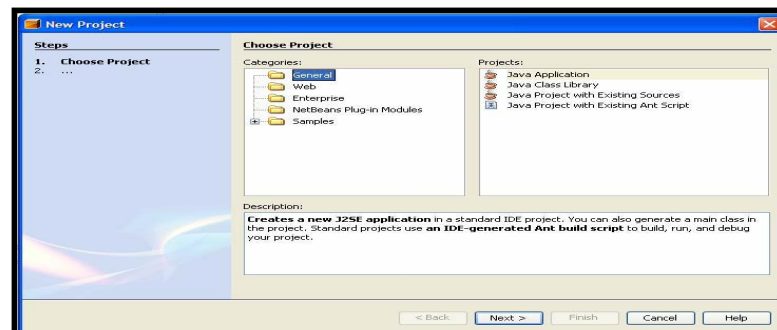 New Project
Steps
1. Choose Project
2. ...
Choose Project
Categories:
General
Web
Enterprise
NetBeans Plug-in Modules
Samples
Projects:
Java Application
Java Class Library
Java Project with Existing Sources
Java Project with Existing Ant Script
Description:
Creates a new J2SE application in a standard IDE project. You can also generate a main class in
the project. Standard projects use an IDE-generated Ant build script to build, run, and debug
your project.
< Back
Next >
Finish
Cancel
Help